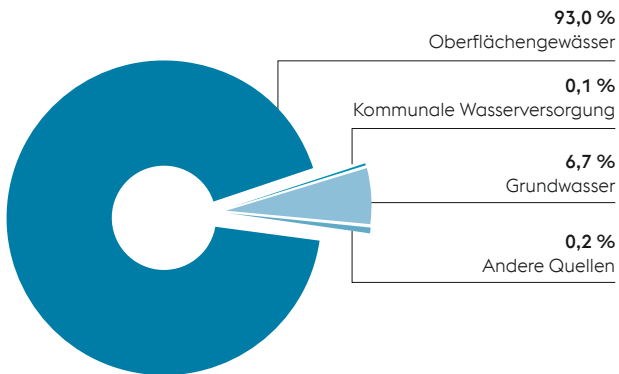 93,0 %
Oberflächengewässer
0,1 %
Kommunale Wasserversorgung
6,7 %
Grundwasser
0,2 %
Andere Quellen